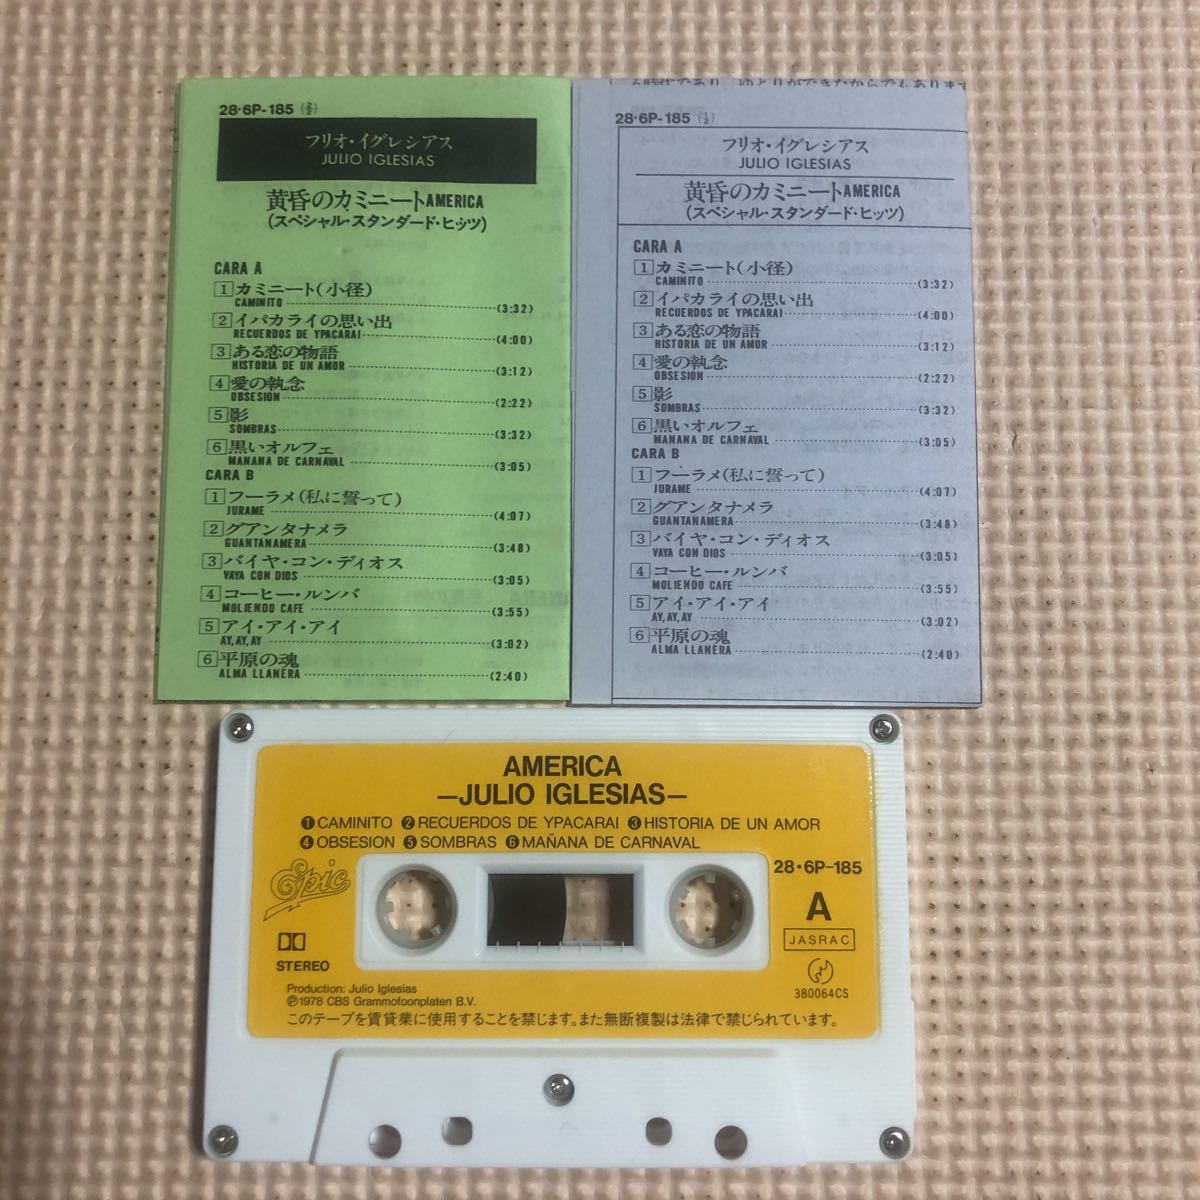 28·6P-185 (2/2)
フリオ・イグレシアス
JULIO IGLESIAS
黄昏のカミニートAMERICA
(スペシャル・スタンダード・ヒッツ)
CARA A
1 カミニート(小径)
CAMINITO (3:32)
2 イパカライの思い出
RECUERDOS DE YPACARAI (4:00)
3 ある恋の物語
HISTORIA DE UN AMOR (3:12)
4 愛の執念
OBSESION (2:22)
5 影
SOMBRAS (3:32)
6 黒いオルフェ
MANANA DE CARNAVAL (3:05)
CARA B
1 フーラメ(私に誓って)
JURAME (4:07)
2 グアンタナメラ
GUANTANAMERA (3:48)
3 バイヤ・コン・ディオス
VAYA CON DIOS (3:05)
4 コーヒー・ルンバ
MOLIENDO CAFE (3:55)
5 アイ・アイ・アイ
AY, AY, AY (3:02)
6 平原の魂
ALMA LLANERA (2:40)
28·6P-185 (1/2)
フリオ・イグレシアス
JULIO IGLESIAS
黄昏のカミニートAMERICA
(スペシャル・スタンダード・ヒッツ)
CARA A
1 カミニート(小径)
CAMINITO (3:32)
2 イパカライの思い出
RECUERDOS DE YPACARAI (4:00)
3 ある恋の物語
HISTORIA DE UN AMOR (3:12)
4 愛の執念
OBSESION (2:22)
5 影
SOMBRAS (3:32)
6 黒いオルフェ
MANANA DE CARNAVAL (3:05)
CARA B
1 フーラメ(私に誓って)
JURAME (4:07)
2 グアンタナメラ
GUANTANAMERA (3:48)
3 バイヤ・コン・ディオス
VAYA CON DIOS (3:05)
4 コーヒー・ルンバ
MOLIENDO CAFE (3:55)
5 アイ・アイ・アイ
AY, AY, AY (3:02)
6 平原の魂
ALMA LLANERA (2:40)
AMERICA
—JULIO IGLESIAS—
❶CAMINITO ❷RECUERDOS DE YPACARAI ❸HISTORIA DE UN AMOR
❹OBSESION ❺SOMBRAS ❻MAÑANA DE CARNAVAL
Epic
28·6P-185
A
JASRAC
STEREO
380064CS
Production: Julio Iglesias
℗1978 CBS Grammofoonplaten B.V.
このテープを賃貸業に使用することを禁じます。また無断複製は法律で禁じられています。